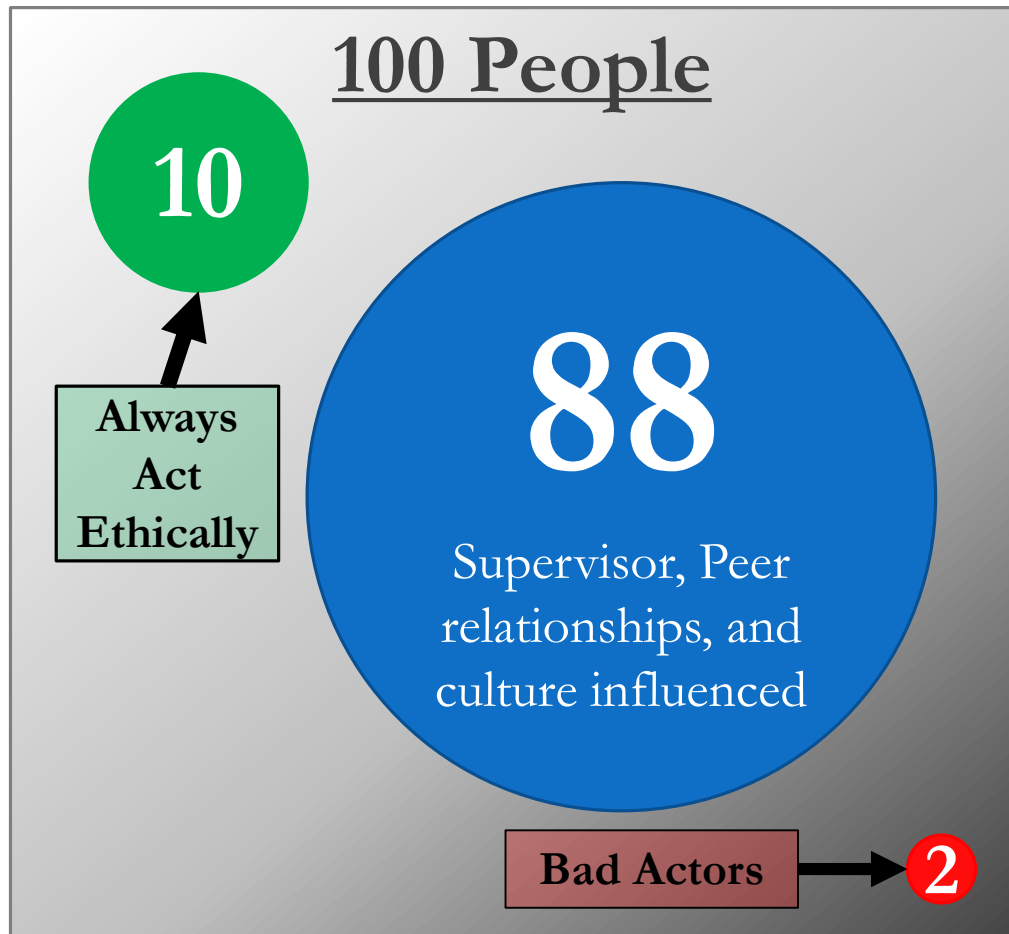 100 People
10
Always
Act
Ethically
88
Supervisor, Peer
relationships, and
culture influenced
Bad Actors
2